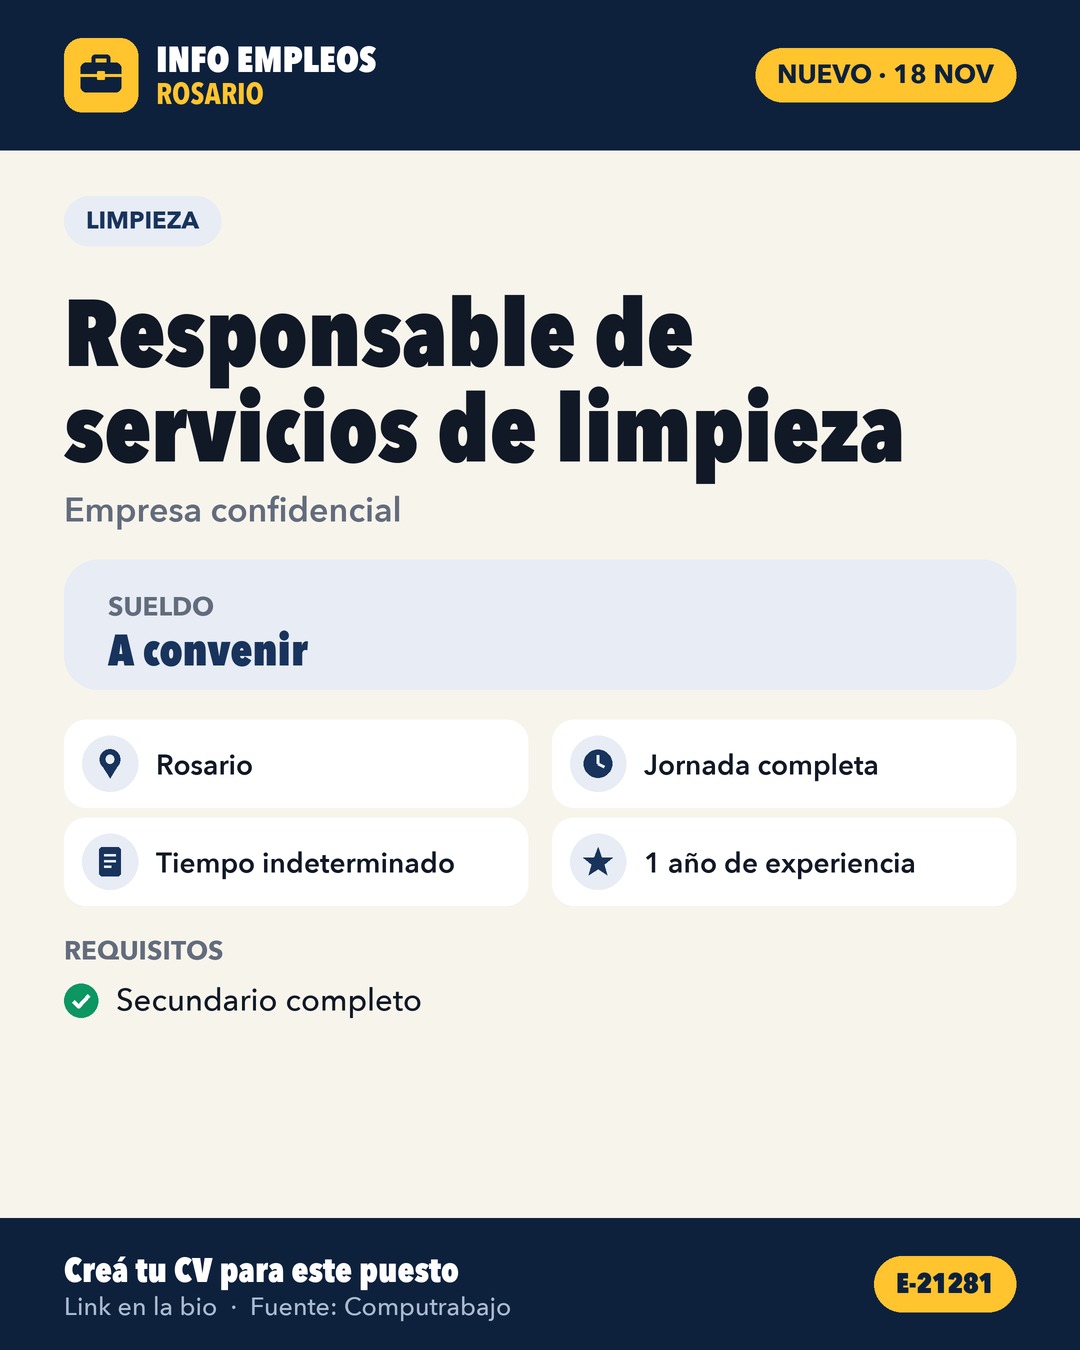 INFO EMPLEOS
ROSARIO
NUEVO · 18 NOV
LIMPIEZA
Responsable de
servicios de limpieza
Empresa confidencial
SUELDO
A convenir
Rosario
Jornada completa
Tiempo indeterminado
1 año de experiencia
REQUISITOS
Secundario completo
Creá tu CV para este puesto
Link en la bio · Fuente: Computrabajo
E-21281